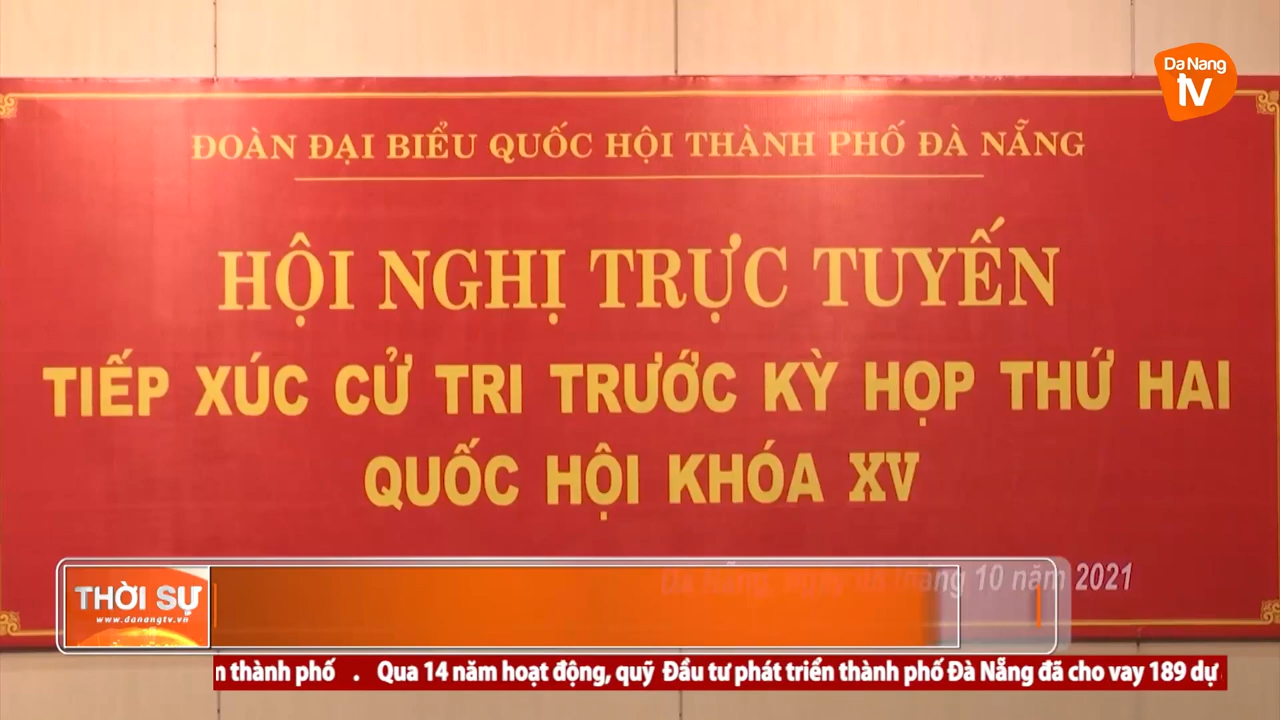 Da Nang
tv
ĐOÀN ĐẠI BIỂU QUỐC HỘI THÀNH PHỐ ĐÀ NẴNG
HỘI NGHỊ TRỰC TUYẾN
TIẾP XÚC CỬ TRI TRƯỚC KỲ HỌP THỨ HAI
QUỐC HỘI KHÓA XV
Đà Nẵng, ngày tháng 10 năm 2021
THỜI SỰ
www.danangtv.vn
n thành phố . Qua 14 năm hoạt động, quỹ Đầu tư phát triển thành phố Đà Nẵng đã cho vay 189 dự